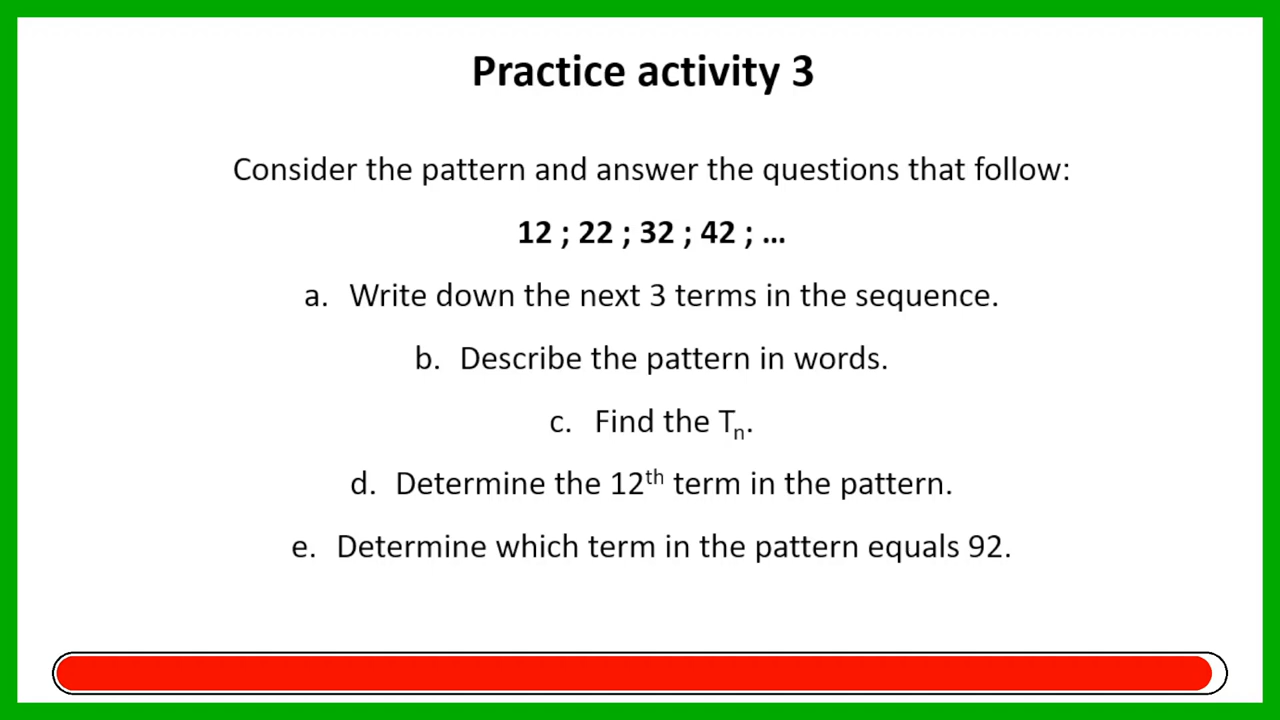 Practice activity 3
Consider the pattern and answer the questions that follow:
12 ; 22 ; 32 ; 42 ; ...
a. Write down the next 3 terms in the sequence.
b. Describe the pattern in words.
c. Find the Tₙ.
d. Determine the 12ᵗʰ term in the pattern.
e. Determine which term in the pattern equals 92.